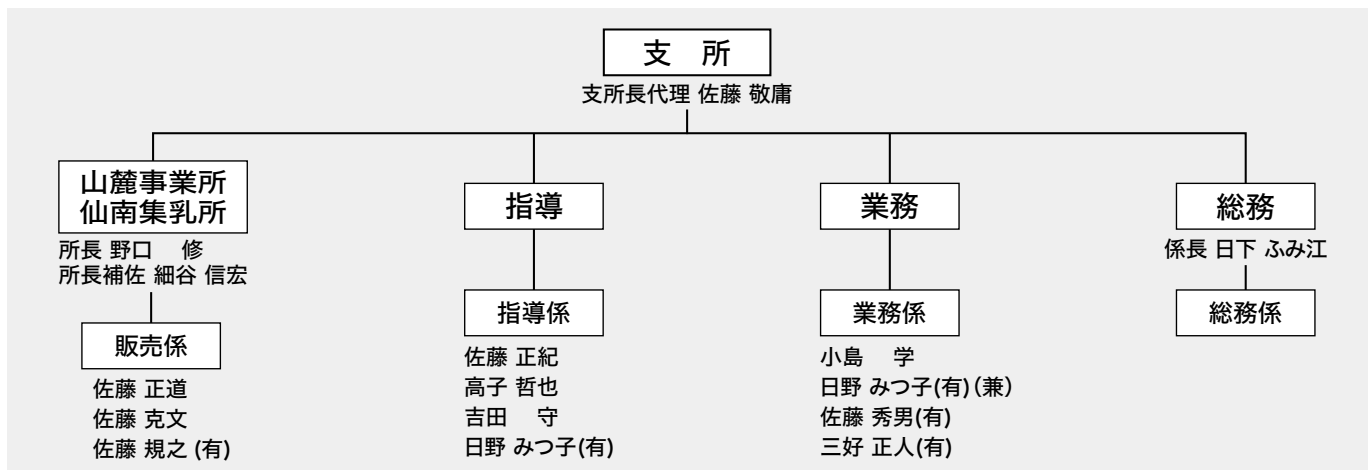 支　所
支所長代理 佐藤 敬庸
山麓事業所
仙南集乳所
所長 野口　修
所長補佐 細谷 信宏
販売係
佐藤 正道
佐藤 克文
佐藤 規之 (有)
指導
指導係
佐藤 正紀
高子 哲也
吉田　守
日野 みつ子(有)
業務
業務係
小島　学
日野 みつ子(有)（兼）
佐藤 秀男(有)
三好 正人(有)
総務
係長 日下 ふみ江
総務係